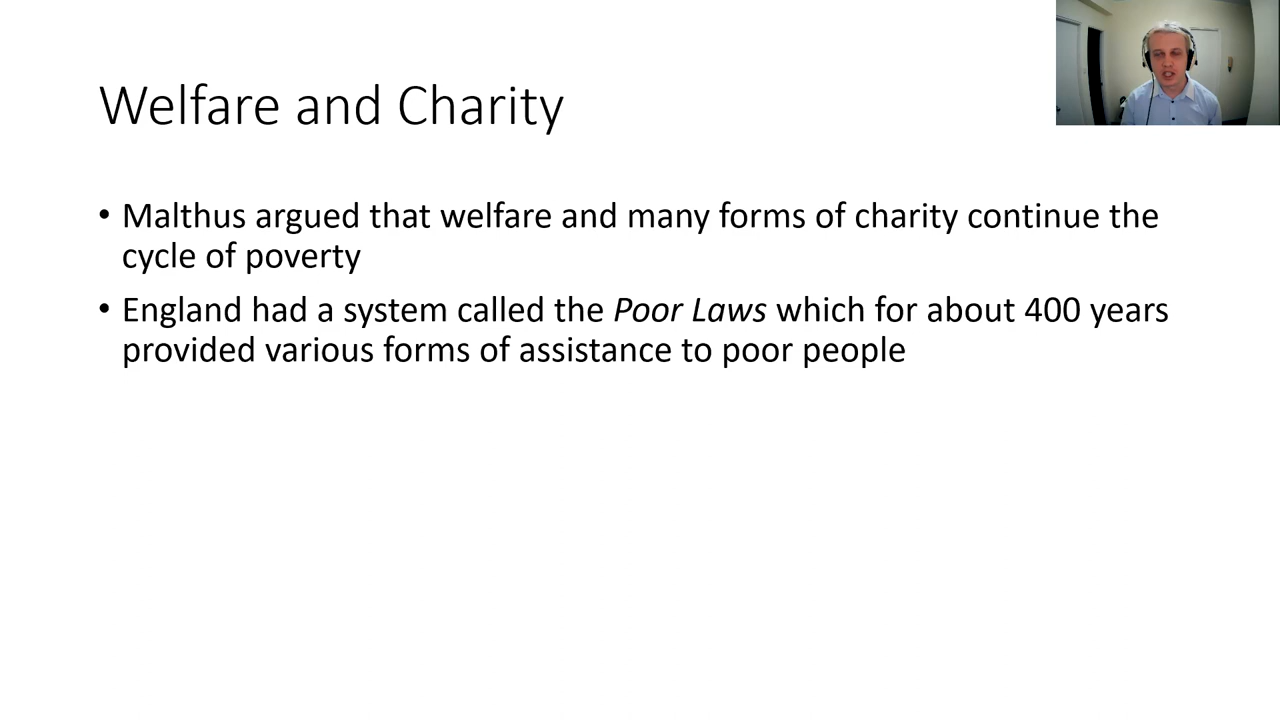 Welfare and Charity
• Malthus argued that welfare and many forms of charity continue the
cycle of poverty
• England had a system called the Poor Laws which for about 400 years
provided various forms of assistance to poor people